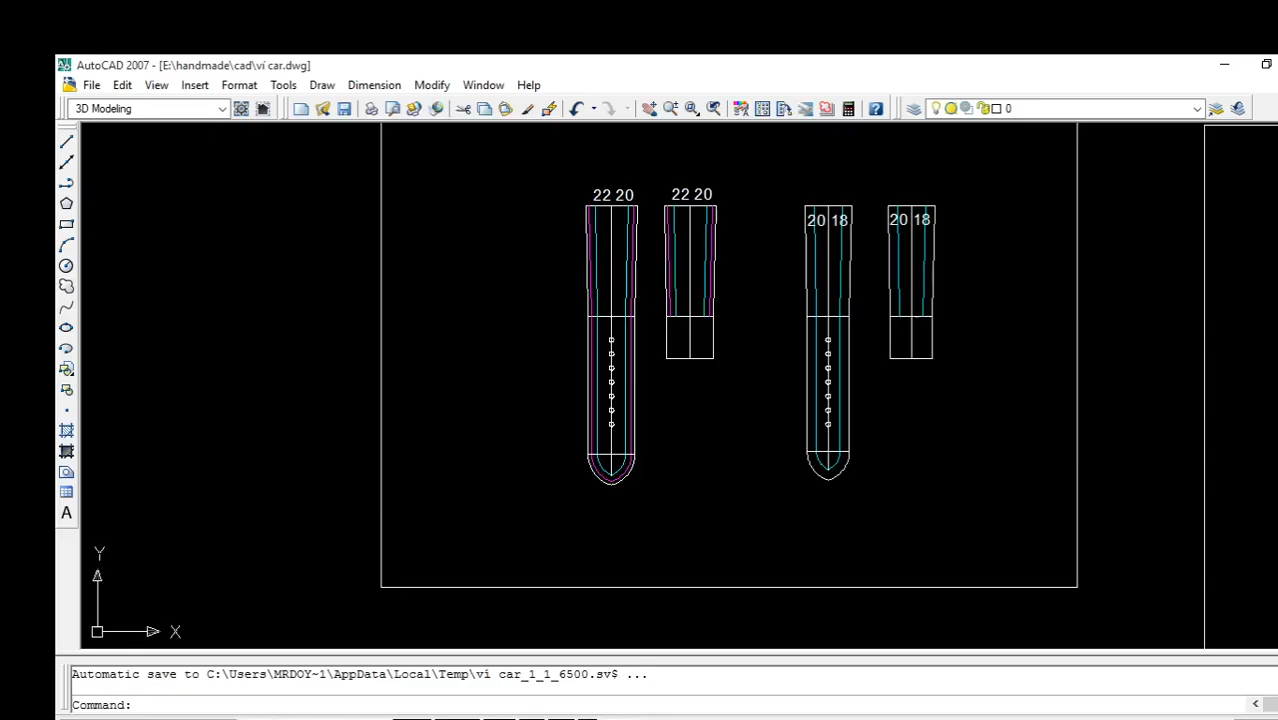 AutoCAD 2007 - [E:\handmade\cad\ví car.dwg]
File Edit View Insert Format Tools Draw Dimension Modify Window Help
3D Modeling
0
22 20
22 20
20 18
20 18
A
Y
X
Automatic save to C:\Users\MRDOY~1\AppData\Local\Temp\ví car_1_1_6500.sv$ ...
Command: